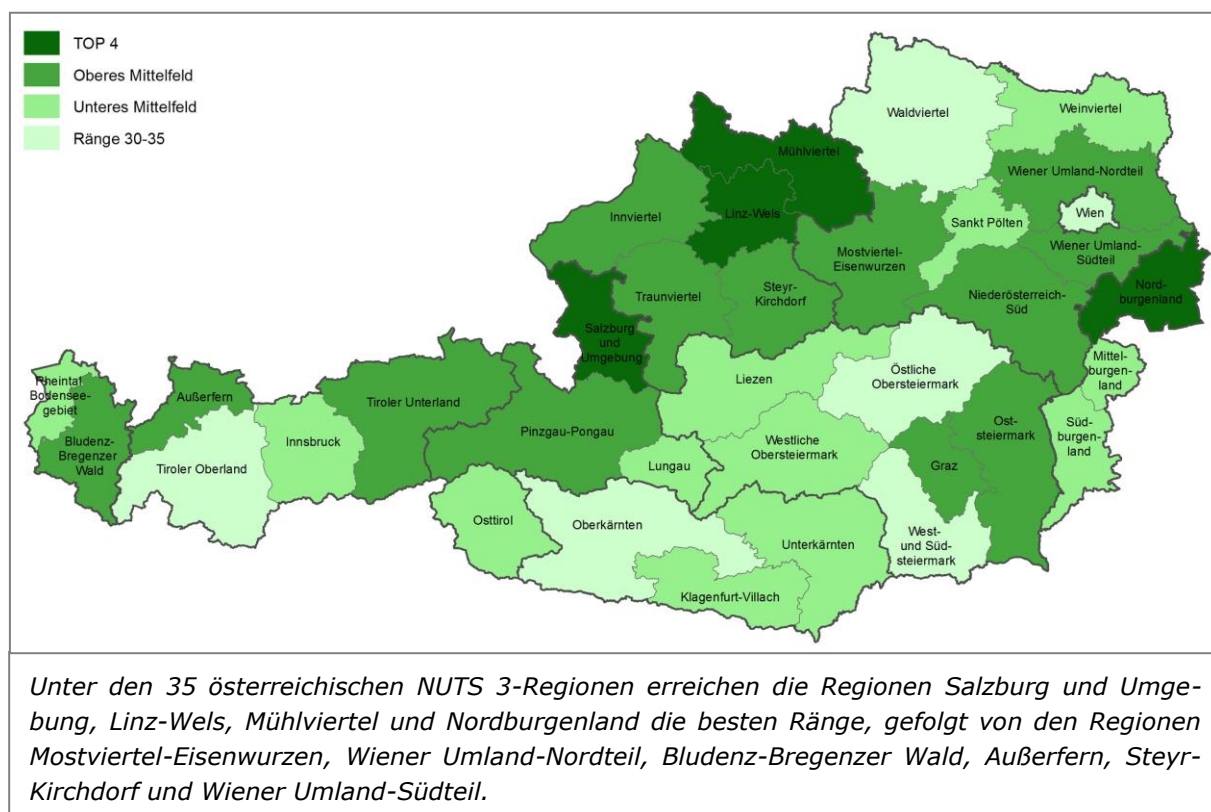 TOP 4
Oberes Mittelfeld
Unteres Mittelfeld
Ränge 30-35
Waldviertel
Weinviertel
Mühlviertel
Wiener Umland-Nordteil
Innviertel
Linz-Wels
Sankt Pölten
Wien
Mostviertel-
Eisenwurzen
Wiener Umland-
Südteil
Traunviertel
Steyr-
Kirchdorf
Niederösterreich-
Süd
Nord-
burgenland
Salzburg
und
Umgebung
Mittel-
burgen-
land
Rheintal
Bodensee-
gebiet
Außerfern
Tiroler Unterland
Liezen
Östliche
Obersteiermark
Bludenz-
Bregenzer
Wald
Innsbruck
Pinzgau-Pongau
Ost-
steiermark
Süd-
burgen-
land
Tiroler Oberland
Lungau
Westliche
Obersteiermark
Graz
Osttirol
Oberkärnten
Unterkärnten
West-
und Süd-
steiermark
Klagenfurt-Villach
Unter den 35 österreichischen NUTS 3-Regionen erreichen die Regionen Salzburg und Umge-
bung, Linz-Wels, Mühlviertel und Nordburgenland die besten Ränge, gefolgt von den Regionen
Mostviertel-Eisenwurzen, Wiener Umland-Nordteil, Bludenz-Bregenzer Wald, Außerfern, Steyr-
Kirchdorf und Wiener Umland-Südteil.